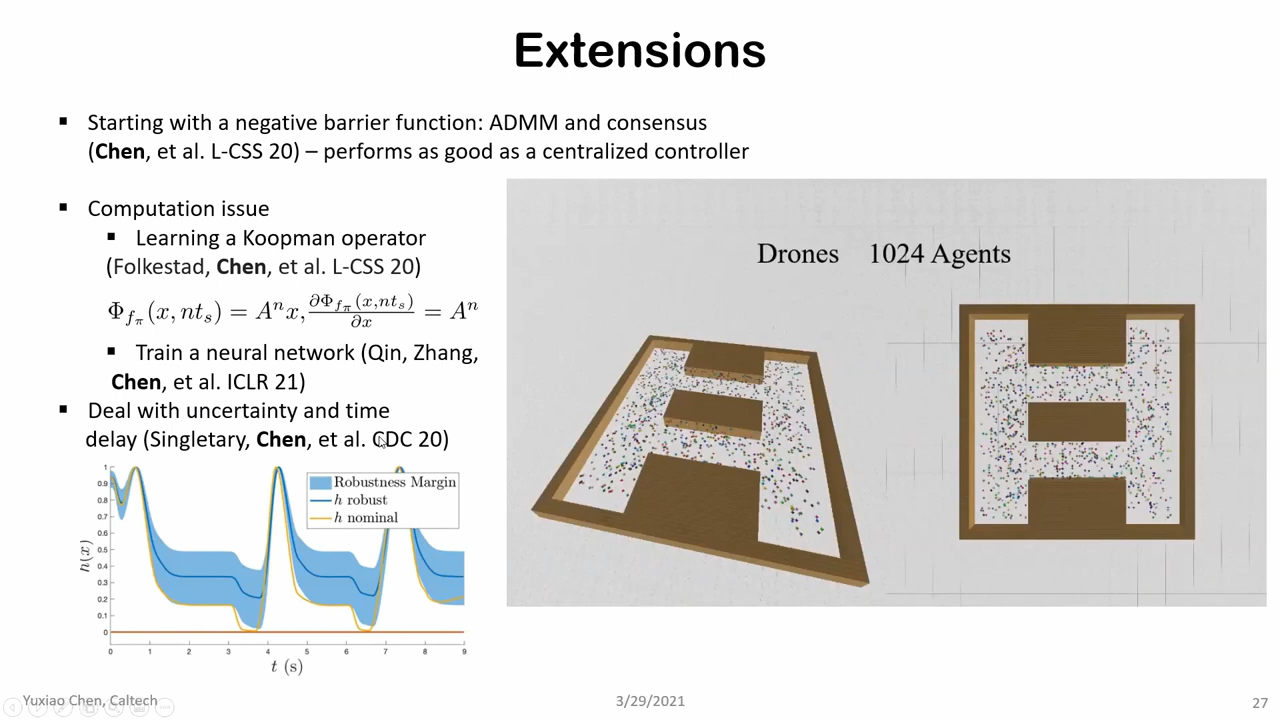 Extensions
▪ Starting with a negative barrier function: ADMM and consensus
(Chen, et al. L-CSS 20) – performs as good as a centralized controller
▪ Computation issue
▪ Learning a Koopman operator
(Folkestad, Chen, et al. L-CSS 20)
Φ_{f_π}(x, nt_s) = A^n x, ∂Φ_{f_π}(x,nt_s)/∂x = A^n
▪ Train a neural network (Qin, Zhang,
Chen, et al. ICLR 21)
▪ Deal with uncertainty and time
delay (Singletary, Chen, et al. CDC 20)
Drones 1024 Agents
Robustness Margin
h robust
h nominal
h(x)
1
0.9
0.8
0.7
0.6
0.5
0.4
0.3
0.2
0.1
0
0 1 2 3 4 5 6 7 8 9
t (s)
Yuxiao Chen, Caltech
3/29/2021
27